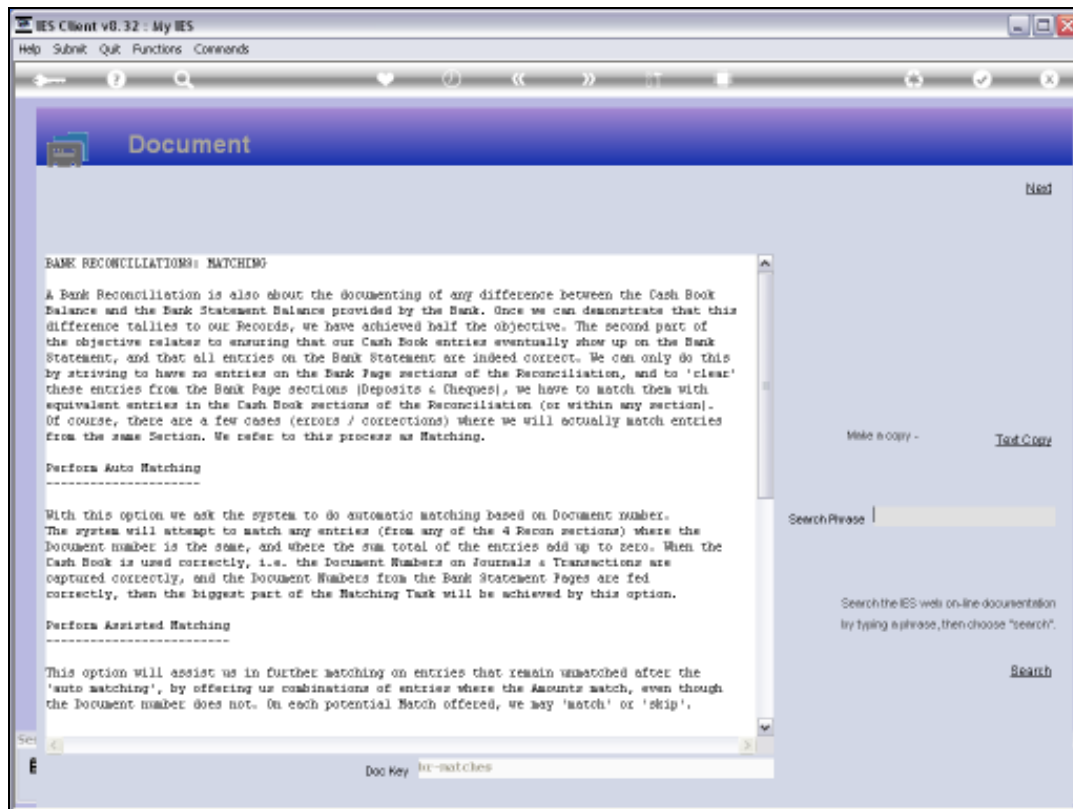 IES Client v8.32 : My IES
Help Submit Quit Functions Commands
Document
Next
BANK RECONCILIATIONS: MATCHING
A Bank Reconciliation is also about the documenting of any difference between the Cash Book
Balance and the Bank Statement Balance provided by the Bank. Once we can demonstrate that this
difference tallies to our Records, we have achieved half the objective. The second part of
the objective relates to ensuring that our Cash Book entries eventually show up on the Bank
Statement, and that all entries on the Bank Statement are indeed correct. We can only do this
by striving to have no entries on the Bank Page sections of the Reconciliation, and to 'clear'
these entries from the Bank Page sections (Deposits & Cheques), we have to match them with
equivalent entries in the Cash Book sections of the Reconciliation (or within any section).
Of course, there are a few cases (errors / corrections) where we will actually match entries
from the same Section. We refer to this process as Matching.
Perform Auto Matching
---------------------
With this option we ask the system to do automatic matching based on Document number.
The system will attempt to match any entries (from any of the 4 Recon sections) where the
Document number is the same, and where the sum total of the entries add up to zero. When the
Cash Book is used correctly, i.e. the Document Numbers on Journals & Transactions are
captured correctly, and the Document Numbers from the Bank Statement Pages are fed
correctly, then the biggest part of the Matching Task will be achieved by this option.
Perform Assisted Matching
-------------------------
This option will assist us in further matching on entries that remain unmatched after the
'auto matching', by offering us combinations of entries where the Amounts match, even though
the Document number does not. On each potential Match offered, we may 'match' or 'skip'.
Make a copy -
Text Copy
Search Phrase
Search the IES web on-line documentation
by typing a phrase, then choose "search".
Search
Ses
Doc Key br-matches